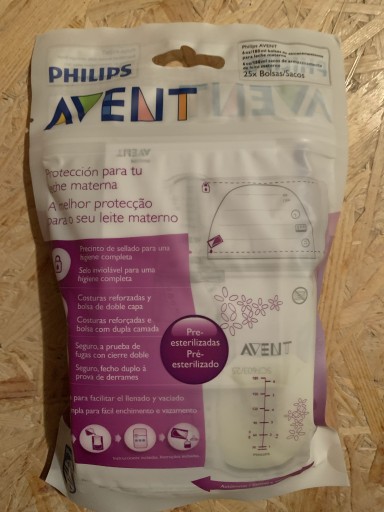 PHILIPS
AVENT
Philips AVENT
25x Bolsas/Sacos
Protección para tu
leche materna
A melhor protecção
para o seu leite materno
Precinto de sellado para una
higiene completa
Selo inviolável para uma
higiene completa
Costuras reforzadas y
bolsa de doble capa
Costuras reforçadas e
bolsa com dupla camada
Seguro, a prueba de
fugas con cierre doble
Seguro, fecho duplo à
prova de derrames
para facilitar el llenado y vaciado
para fácil enchimento e vazamento
Pre-
esterilizadas
Pré-
esterilizado
AVENT